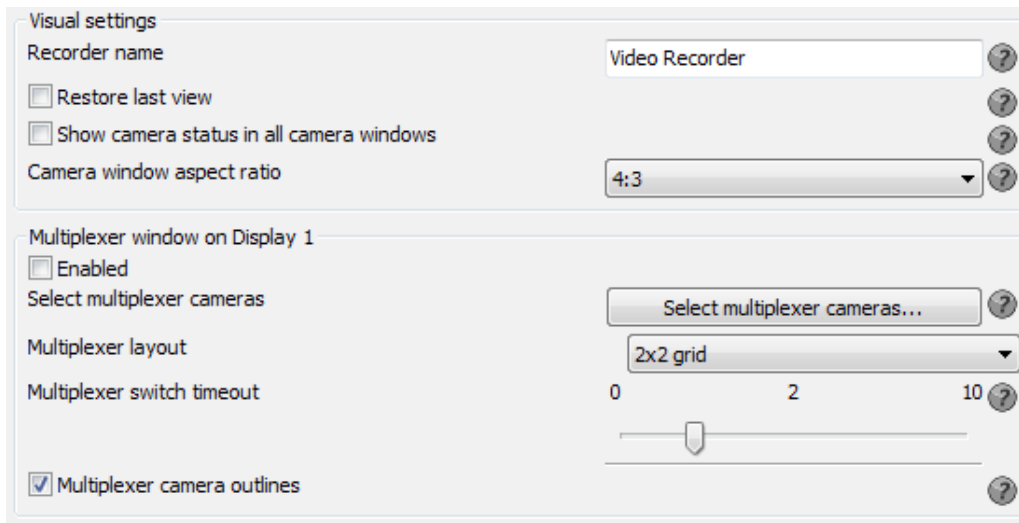 Visual settings
Recorder name Video Recorder ?
Restore last view ?
Show camera status in all camera windows ?
Camera window aspect ratio 4:3 ?
Multiplexer window on Display 1
Enabled
Select multiplexer cameras Select multiplexer cameras... ?
Multiplexer layout 2x2 grid
Multiplexer switch timeout 0 2 10 ?
Multiplexer camera outlines ?